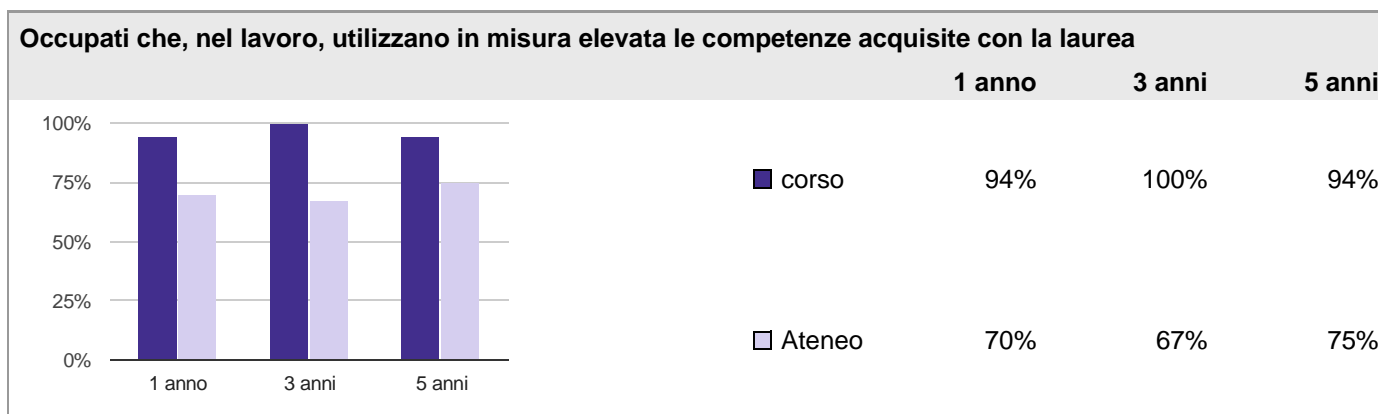 Occupati che, nel lavoro, utilizzano in misura elevata le competenze acquisite con la laurea
1 anno 3 anni 5 anni
100%
75%
50%
25%
0%
1 anno 3 anni 5 anni
corso 94% 100% 94%
Ateneo 70% 67% 75%